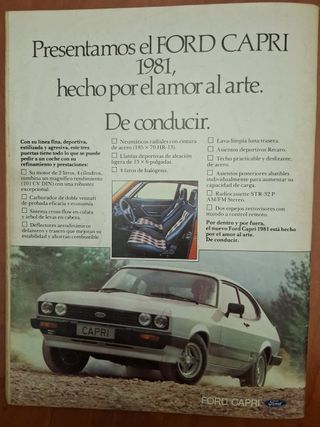 Presentamos el FORD CAPRI
1981,
hecho por el amor al arte.
De conducir.
Con su línea fina, deportiva,
estilizada y agresiva, este tres
puertas tiene todo lo que se puede
pedir a un coche con su
refinamiento y prestaciones:
Su motor de 2 litros, 4 cilindros,
combina un magnífico rendimiento
(101 CV DIN) con una robustez
excepcional.
Carburador de doble venturi
de probada eficacia y economía.
Sistema cross-flow en culata
y árbol de levas en cabeza.
Deflectores aerodinámicos
delantero y trasero que mejoran su
estabilidad y ahorran combustible.
Neumáticos radiales con cintura
de acero (185 × 70 HR-13).
Llantas deportivas de aleación
ligera de 13 × 6 pulgadas.
4 faros de halógeno.
Lava-limpia luna trasera.
Asientos deportivos Recaro.
Techo practicable y deslizante,
de acero.
Asientos posteriores abatibles
individualmente para aumentar su
capacidad de carga.
Radiocassette STR-32 P
AM/FM Stereo.
Dos espejos retrovisores con
mando a control remoto.
Por dentro y por fuera,
el nuevo Ford Capri 1981 está hecho
por el amor al arte.
De conducir.
CAPRI
FORD CAPRI
Ford